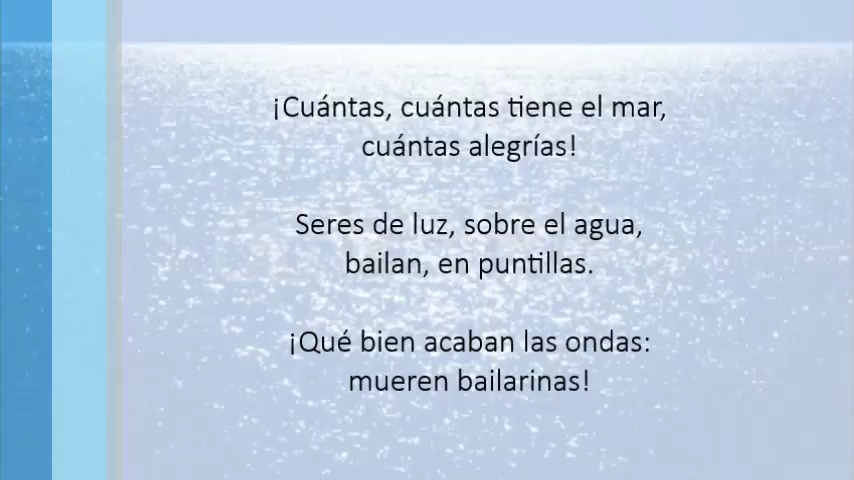 ¡Cuántas, cuántas tiene el mar,
cuántas alegrías!
Seres de luz, sobre el agua,
bailan, en puntillas.
¡Qué bien acaban las ondas:
mueren bailarinas!